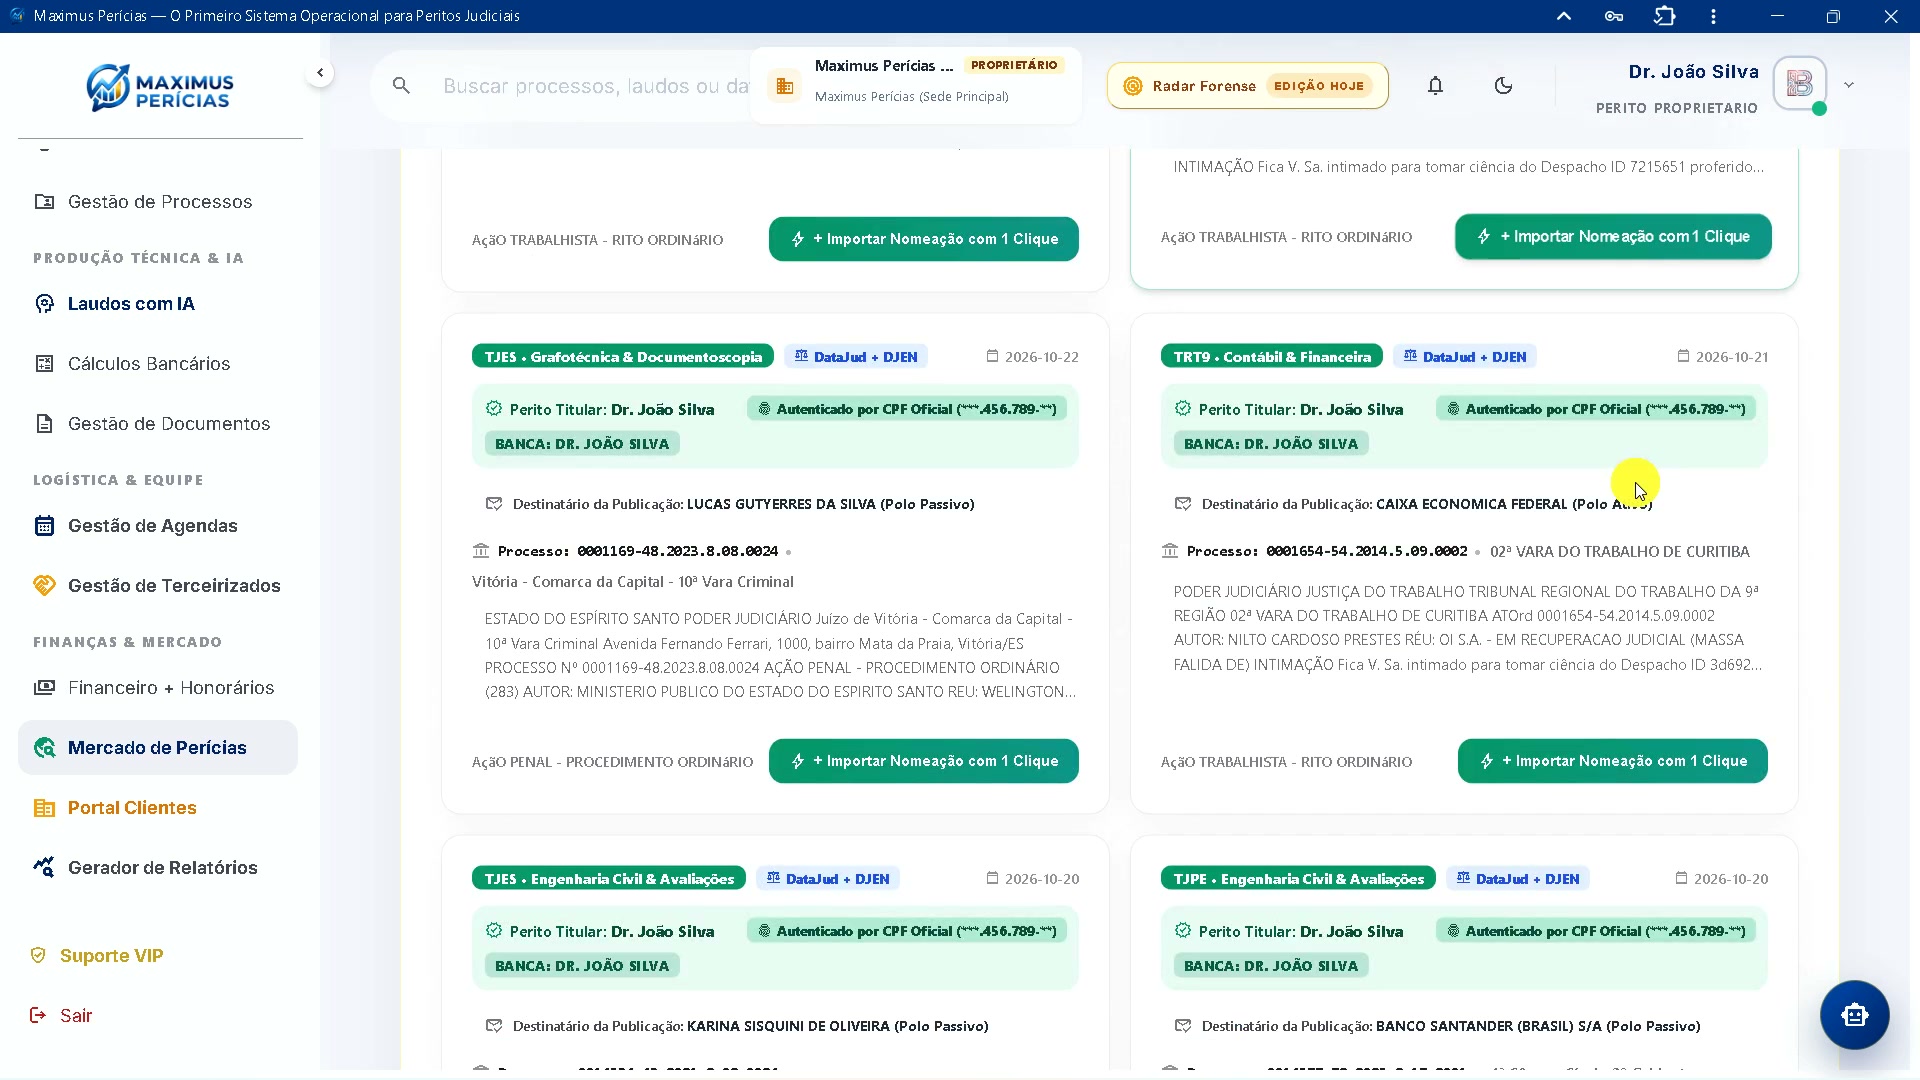 Maximus Perícias — O Primeiro Sistema Operacional para Peritos Judiciais
MAXIMUS
PERÍCIAS
Gestão de Processos
PRODUÇÃO TÉCNICA & IA
Laudos com IA
Cálculos Bancários
Gestão de Documentos
LOGÍSTICA & EQUIPE
Gestão de Agendas
Gestão de Terceirizados
FINANÇAS & MERCADO
Financeiro + Honorários
Mercado de Perícias
Portal Clientes
Gerador de Relatórios
Suporte VIP
Sair
Buscar processos, laudos ou da
Maximus Perícias ... PROPRIETÁRIO
Maximus Perícias (Sede Principal)
Radar Forense EDIÇÃO HOJE
Dr. João Silva
PERITO PROPRIETARIO
AçãO TRABALHISTA - RITO ORDINáRIO
+ Importar Nomeação com 1 Clique
INTIMAÇÃO Fica V. Sa. intimado para tomar ciência do Despacho ID 7215651 proferido...
AçãO TRABALHISTA - RITO ORDINáRIO
+ Importar Nomeação com 1 Clique
TJES • Grafotécnica & Documentoscopia DataJud + DJEN 2026-10-22
Perito Titular: Dr. João Silva Autenticado por CPF Oficial (***.456.789-**)
BANCA: DR. JOÃO SILVA
Destinatário da Publicação: LUCAS GUTYERRES DA SILVA (Polo Passivo)
Processo: 0001169-48.2023.8.08.0024 •
Vitória - Comarca da Capital - 10ª Vara Criminal
ESTADO DO ESPÍRITO SANTO PODER JUDICIÁRIO Juízo de Vitória - Comarca da Capital -
10ª Vara Criminal Avenida Fernando Ferrari, 1000, bairro Mata da Praia, Vitória/ES
PROCESSO Nº 0001169-48.2023.8.08.0024 AÇÃO PENAL - PROCEDIMENTO ORDINÁRIO
(283) AUTOR: MINISTERIO PUBLICO DO ESTADO DO ESPIRITO SANTO REU: WELINGTON...
AçãO PENAL - PROCEDIMENTO ORDINáRIO
+ Importar Nomeação com 1 Clique
TRT9 • Contábil & Financeira DataJud + DJEN 2026-10-21
Perito Titular: Dr. João Silva Autenticado por CPF Oficial (***.456.789-**)
BANCA: DR. JOÃO SILVA
Destinatário da Publicação: CAIXA ECONOMICA FEDERAL (Polo
Processo: 0001654-54.2014.5.09.0002 • 02ª VARA DO TRABALHO DE CURITIBA
PODER JUDICIÁRIO JUSTIÇA DO TRABALHO TRIBUNAL REGIONAL DO TRABALHO DA 9ª
REGIÃO 02ª VARA DO TRABALHO DE CURITIBA ATOrd 0001654-54.2014.5.09.0002
AUTOR: NILTO CARDOSO PRESTES RÉU: OI S.A. - EM RECUPERACAO JUDICIAL (MASSA
FALIDA DE) INTIMAÇÃO Fica V. Sa. intimado para tomar ciência do Despacho ID 3d692...
AçãO TRABALHISTA - RITO ORDINáRIO
+ Importar Nomeação com 1 Clique
TJES • Engenharia Civil & Avaliações DataJud + DJEN 2026-10-20
Perito Titular: Dr. João Silva Autenticado por CPF Oficial (***.456.789-**)
BANCA: DR. JOÃO SILVA
Destinatário da Publicação: KARINA SISQUINI DE OLIVEIRA (Polo Passivo)
TJPE • Engenharia Civil & Avaliações DataJud + DJEN 2026-10-20
Perito Titular: Dr. João Silva Autenticado por CPF Oficial (***.456.789-**)
BANCA: DR. JOÃO SILVA
Destinatário da Publicação: BANCO SANTANDER (BRASIL) S/A (Polo Passivo)